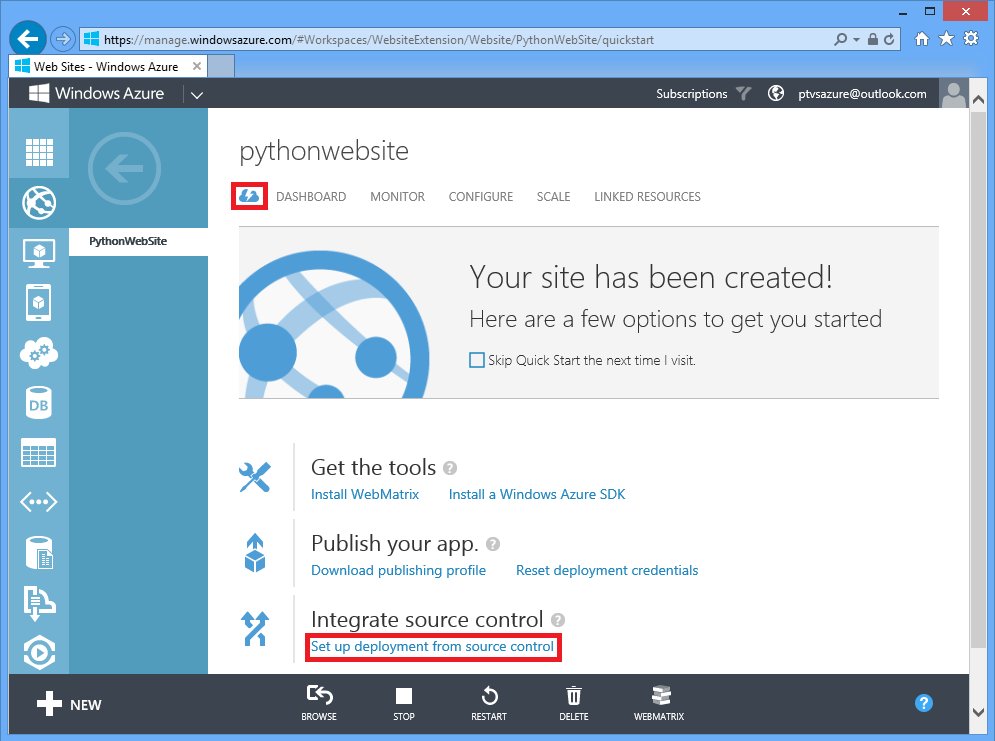 https://manage.windowsazure.com/#Workspaces/WebsiteExtension/Website/PythonWebSite/quickstart
Web Sites - Windows Azure
Windows Azure
Subscriptions
ptvsazure@outlook.com
pythonwebsite
DASHBOARD MONITOR CONFIGURE SCALE LINKED RESOURCES
PythonWebSite
Your site has been created!
Here are a few options to get you started
Skip Quick Start the next time I visit.
DB
Get the tools ?
Install WebMatrix Install a Windows Azure SDK
Publish your app. ?
Download publishing profile Reset deployment credentials
Integrate source control ?
Set up deployment from source control
NEW
BROWSE STOP RESTART DELETE WEBMATRIX
?